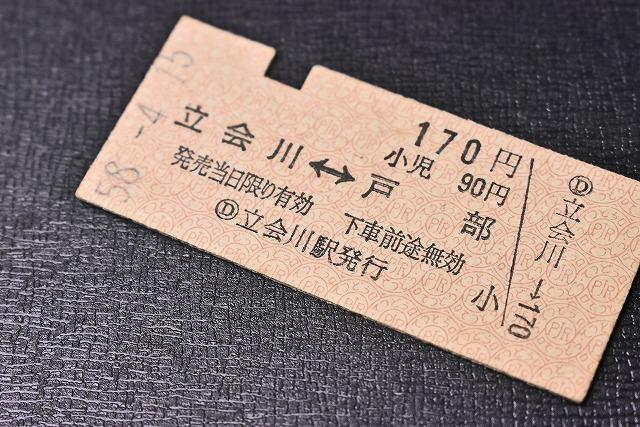 58-4.15
170円
立会川↔戸部
小児 90円
発売当日限り有効 下車前途無効
Ⓓ立会川駅発行
小
Ⓓ立会川→170